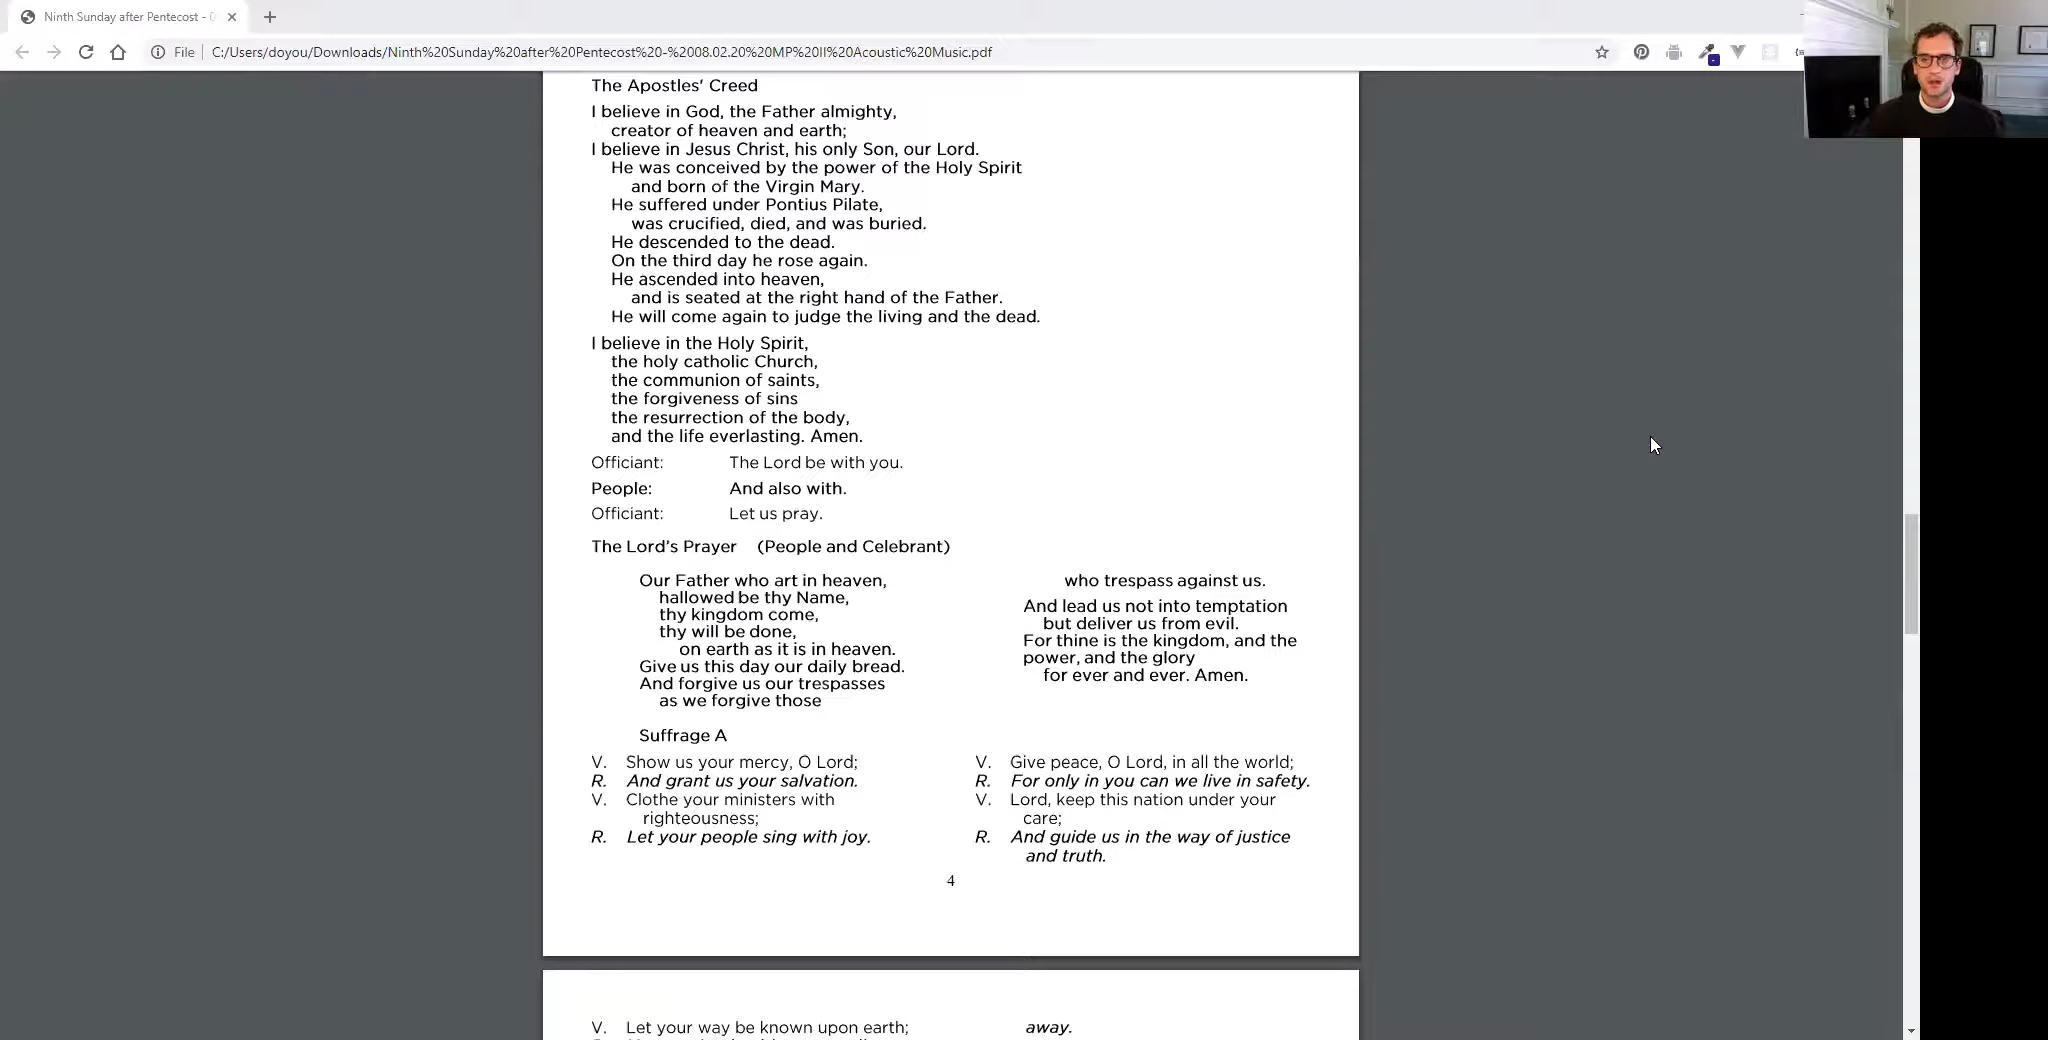 Ninth Sunday after Pentecost - 0
File
C:/Users/doyou/Downloads/Ninth%20Sunday%20after%20Pentecost%20-%2008.02.20%20MP%20II%20Acoustic%20Music.pdf
The Apostles' Creed
I believe in God, the Father almighty,
creator of heaven and earth;
I believe in Jesus Christ, his only Son, our Lord.
He was conceived by the power of the Holy Spirit
and born of the Virgin Mary.
He suffered under Pontius Pilate,
was crucified, died, and was buried.
He descended to the dead.
On the third day he rose again.
He ascended into heaven,
and is seated at the right hand of the Father.
He will come again to judge the living and the dead.
I believe in the Holy Spirit,
the holy catholic Church,
the communion of saints,
the forgiveness of sins
the resurrection of the body,
and the life everlasting. Amen.
Officiant: The Lord be with you.
People: And also with.
Officiant: Let us pray.
The Lord's Prayer (People and Celebrant)
Our Father who art in heaven,
hallowed be thy Name,
thy kingdom come,
thy will be done,
on earth as it is in heaven.
Give us this day our daily bread.
And forgive us our trespasses
as we forgive those
who trespass against us.
And lead us not into temptation
but deliver us from evil.
For thine is the kingdom, and the
power, and the glory
for ever and ever. Amen.
Suffrage A
V. Show us your mercy, O Lord;
R. And grant us your salvation.
V. Clothe your ministers with
righteousness;
R. Let your people sing with joy.
V. Give peace, O Lord, in all the world;
R. For only in you can we live in safety.
V. Lord, keep this nation under your
care;
R. And guide us in the way of justice
and truth.
4
V. Let your way be known upon earth;
away.